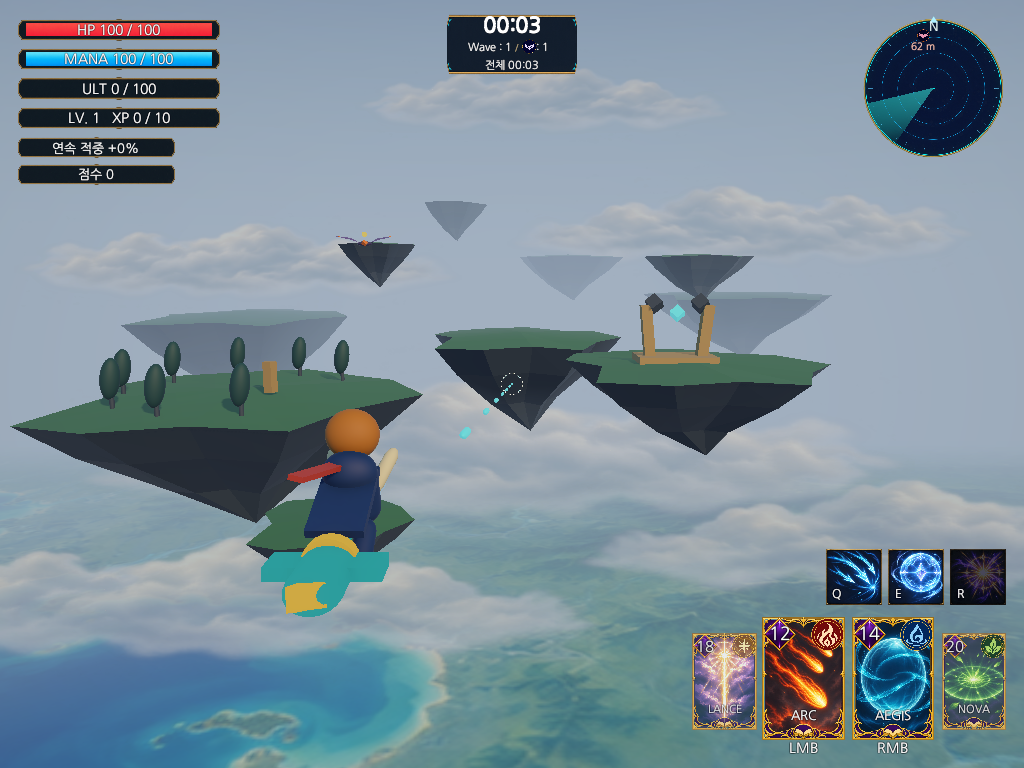 HP 100 / 100
MANA 100 / 100
ULT 0 / 100
LV. 1 XP 0 / 10
연속 적중 +0%
점수 0
00:03
Wave : 1 / : 1
전체 00:03
N
62 m
Q
E
R
18
LANCE
12
ARC
LMB
14
AEGIS
RMB
20
NOVA